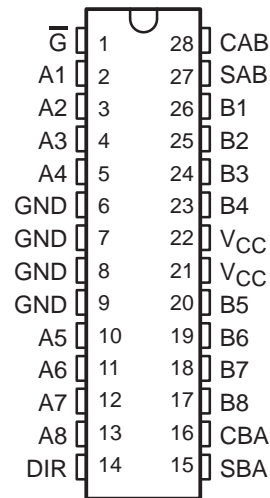 G̅ 1 28 CAB
A1 2 27 SAB
A2 3 26 B1
A3 4 25 B2
A4 5 24 B3
GND 6 23 B4
GND 7 22 VCC
GND 8 21 VCC
GND 9 20 B5
A5 10 19 B6
A6 11 18 B7
A7 12 17 B8
A8 13 16 CBA
DIR 14 15 SBA